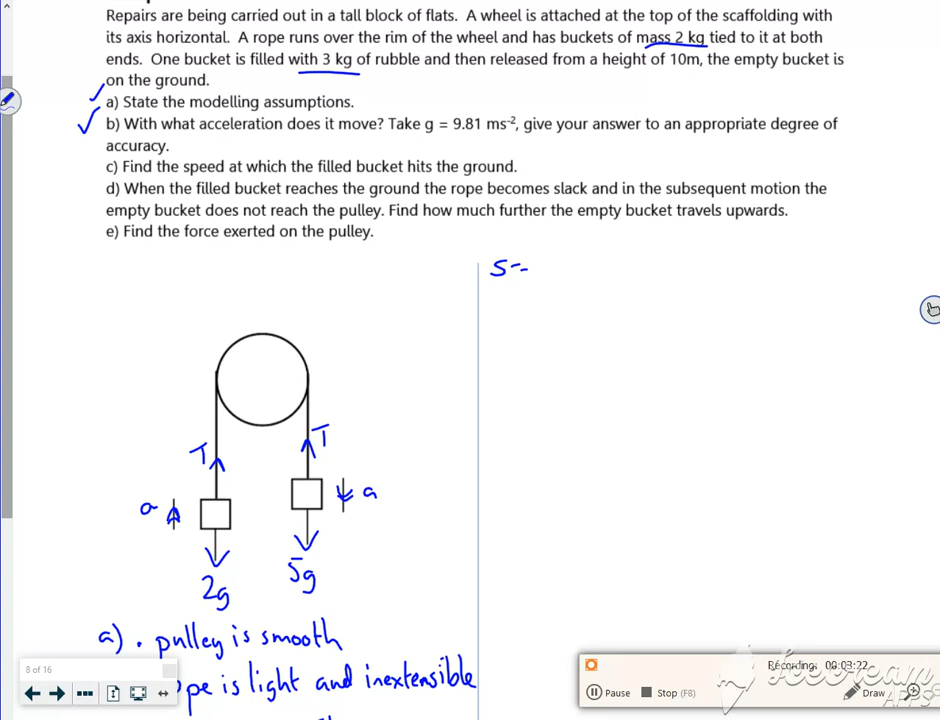 Repairs are being carried out in a tall block of flats. A wheel is attached at the top of the scaffolding with
its axis horizontal. A rope runs over the rim of the wheel and has buckets of mass 2 kg tied to it at both
ends. One bucket is filled with 3 kg of rubble and then released from a height of 10m, the empty bucket is
on the ground.
a) State the modelling assumptions.
b) With what acceleration does it move? Take g = 9.81 ms⁻², give your answer to an appropriate degree of
accuracy.
c) Find the speed at which the filled bucket hits the ground.
d) When the filled bucket reaches the ground the rope becomes slack and in the subsequent motion the
empty bucket does not reach the pulley. Find how much further the empty bucket travels upwards.
e) Find the force exerted on the pulley.
S=
T
T
a
a
2g
5g
a) . pulley is smooth
pe is light and inextensible
8 of 16
Recording: 00:03:22
Pause
Stop (F8)
Draw
Icecream
APPS